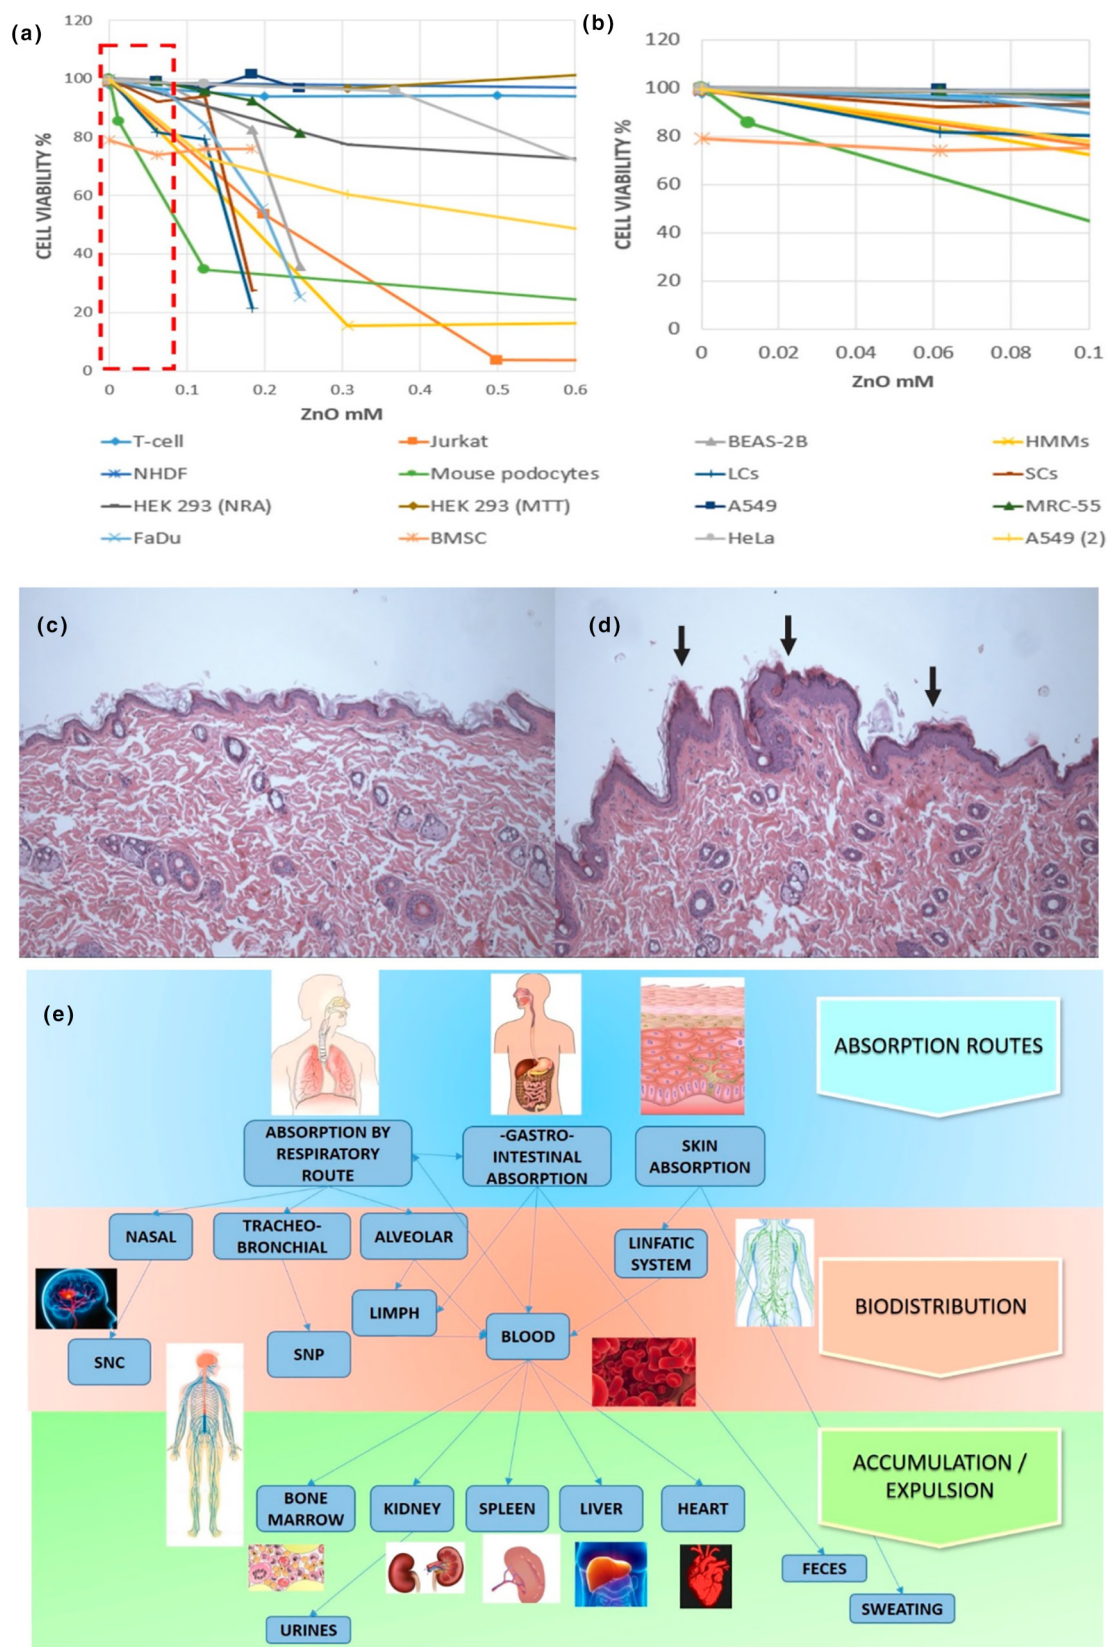 (a)
120
100
80
60
40
20
0
CELL VIABILITY %
0 0.1 0.2 0.3 0.4 0.5 0.6
ZnO mM
(b)
120
100
80
60
40
20
0
CELL VIABILITY %
0 0.02 0.04 0.06 0.08 0.1
ZnO mM
T-cell Jurkat BEAS-2B HMMs
NHDF Mouse podocytes LCs SCs
HEK 293 (NRA) HEK 293 (MTT) A549 MRC-55
FaDu BMSC HeLa A549 (2)
(c)
(d)
(e)
ABSORPTION ROUTES
ABSORPTION BY
RESPIRATORY
ROUTE
-GASTRO-
INTESTINAL
ABSORPTION
SKIN
ABSORPTION
NASAL
TRACHEO-
BRONCHIAL
ALVEOLAR
LINFATIC
SYSTEM
BIODISTRIBUTION
LIMPH
BLOOD
SNC
SNP
ACCUMULATION /
EXPULSION
BONE
MARROW
KIDNEY
SPLEEN
LIVER
HEART
FECES
SWEATING
URINES